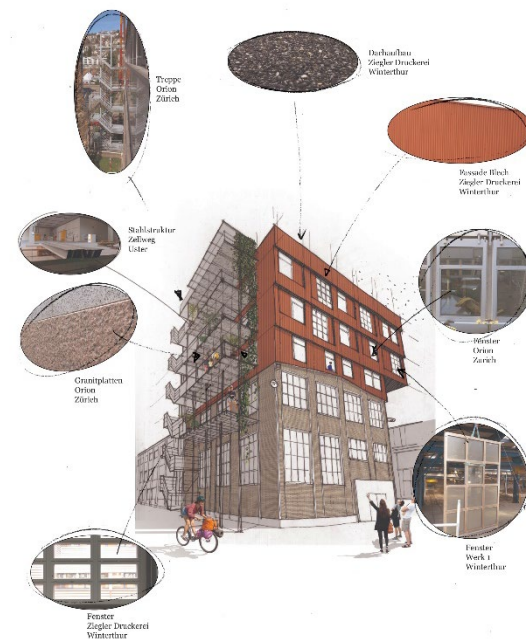 Treppe
Orion
Zürich
Dachaufbau
Ziegler Druckerei
Winterthur
Fassade Blech
Ziegler Druckerei
Winterthur
Stahlstruktur
Zellweg
Uster
Fenster
Orion
Zürich
Granitplatten
Orion
Zürich
Fenster
Werk 1
Winterthur
Fenster
Ziegler Druckerei
Winterthur